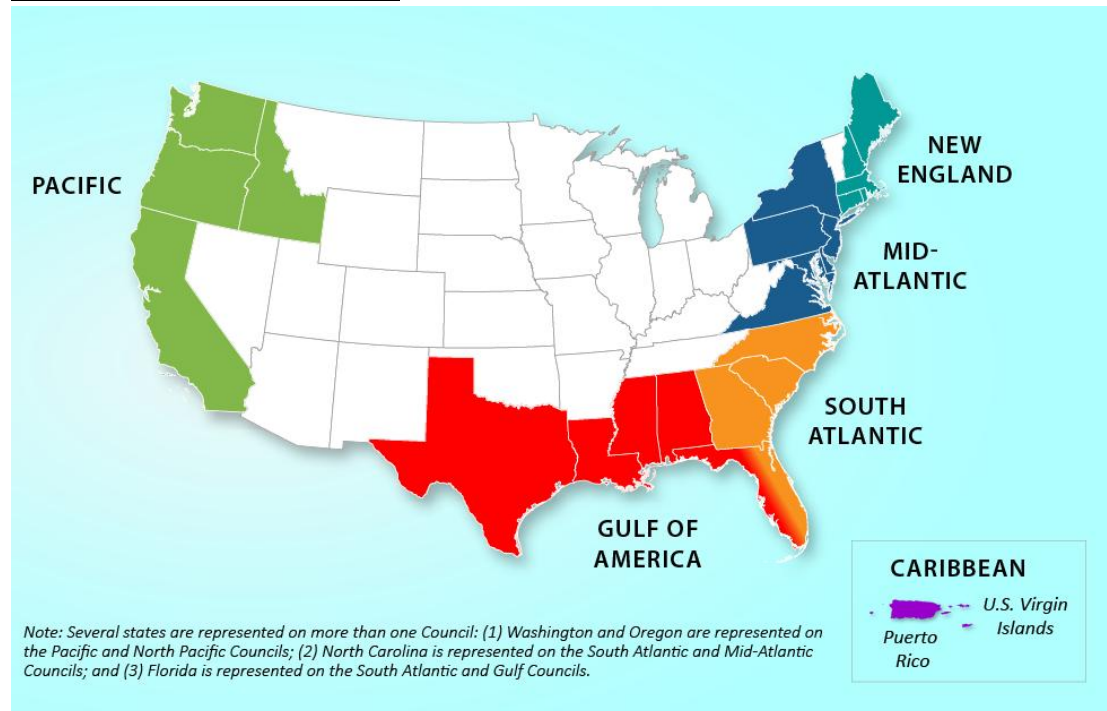 PACIFIC
NEW
ENGLAND
MID-
ATLANTIC
SOUTH
ATLANTIC
GULF OF
AMERICA
CARIBBEAN
U.S. Virgin
Islands
Puerto
Rico
Note: Several states are represented on more than one Council: (1) Washington and Oregon are represented on
the Pacific and North Pacific Councils; (2) North Carolina is represented on the South Atlantic and Mid-Atlantic
Councils; and (3) Florida is represented on the South Atlantic and Gulf Councils.